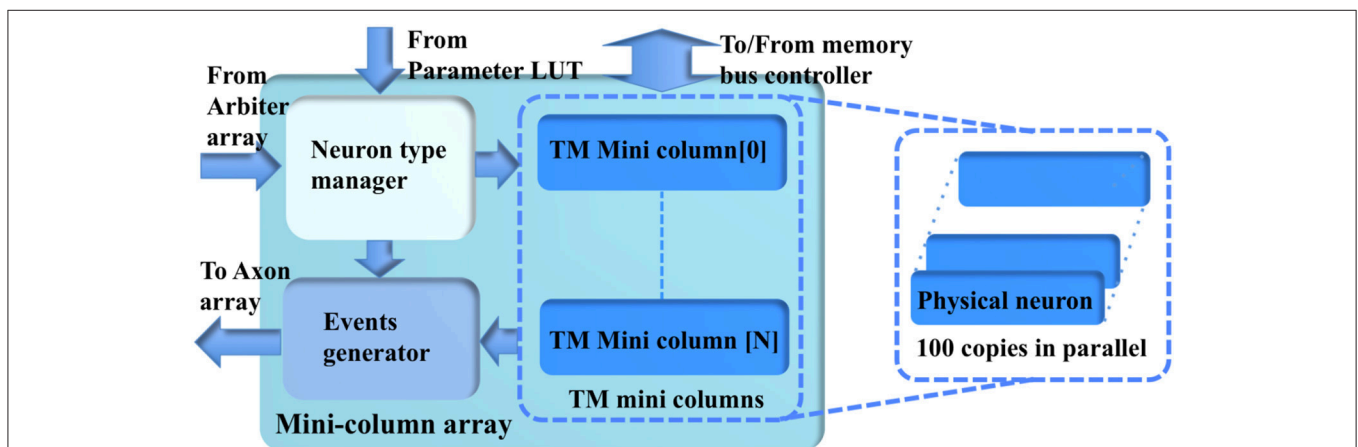 From
Parameter LUT
To/From memory
bus controller
From
Arbiter
array
Neuron type
manager
TM Mini column[0]
To Axon
array
Events
generator
TM Mini column [N]
TM mini columns
Mini-column array
Physical neuron
100 copies in parallel